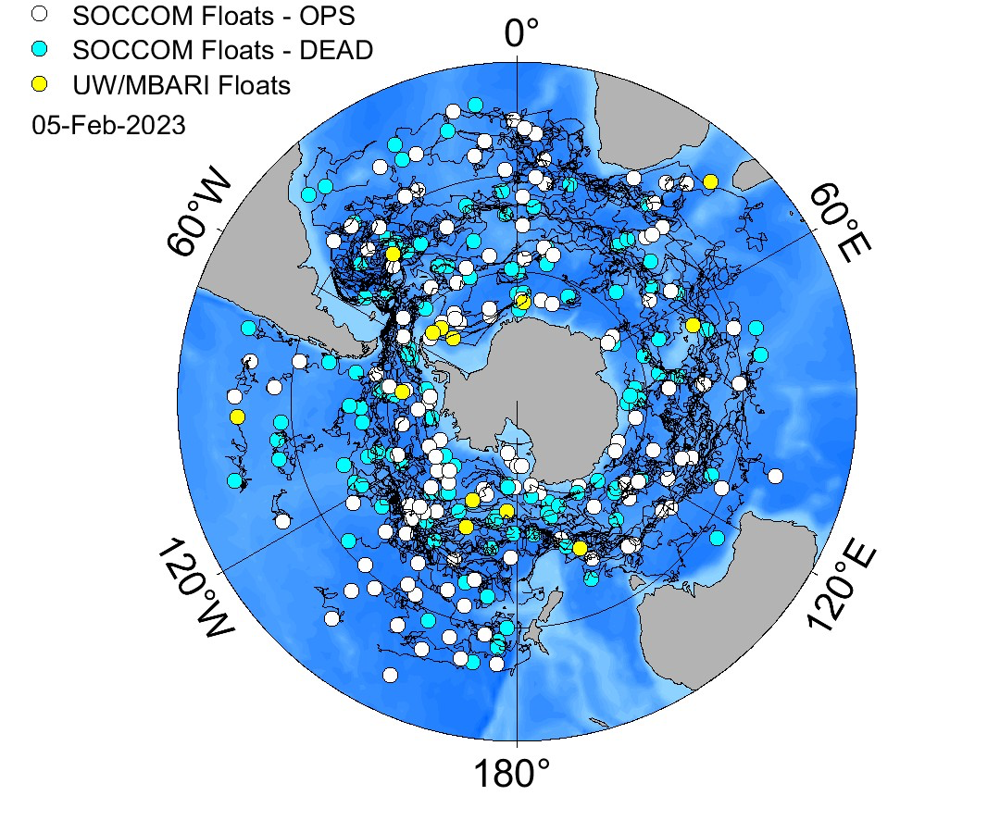 SOCCOM Floats - OPS
SOCCOM Floats - DEAD
UW/MBARI Floats
05-Feb-2023
0°
60°W
60°E
120°W
120°E
180°